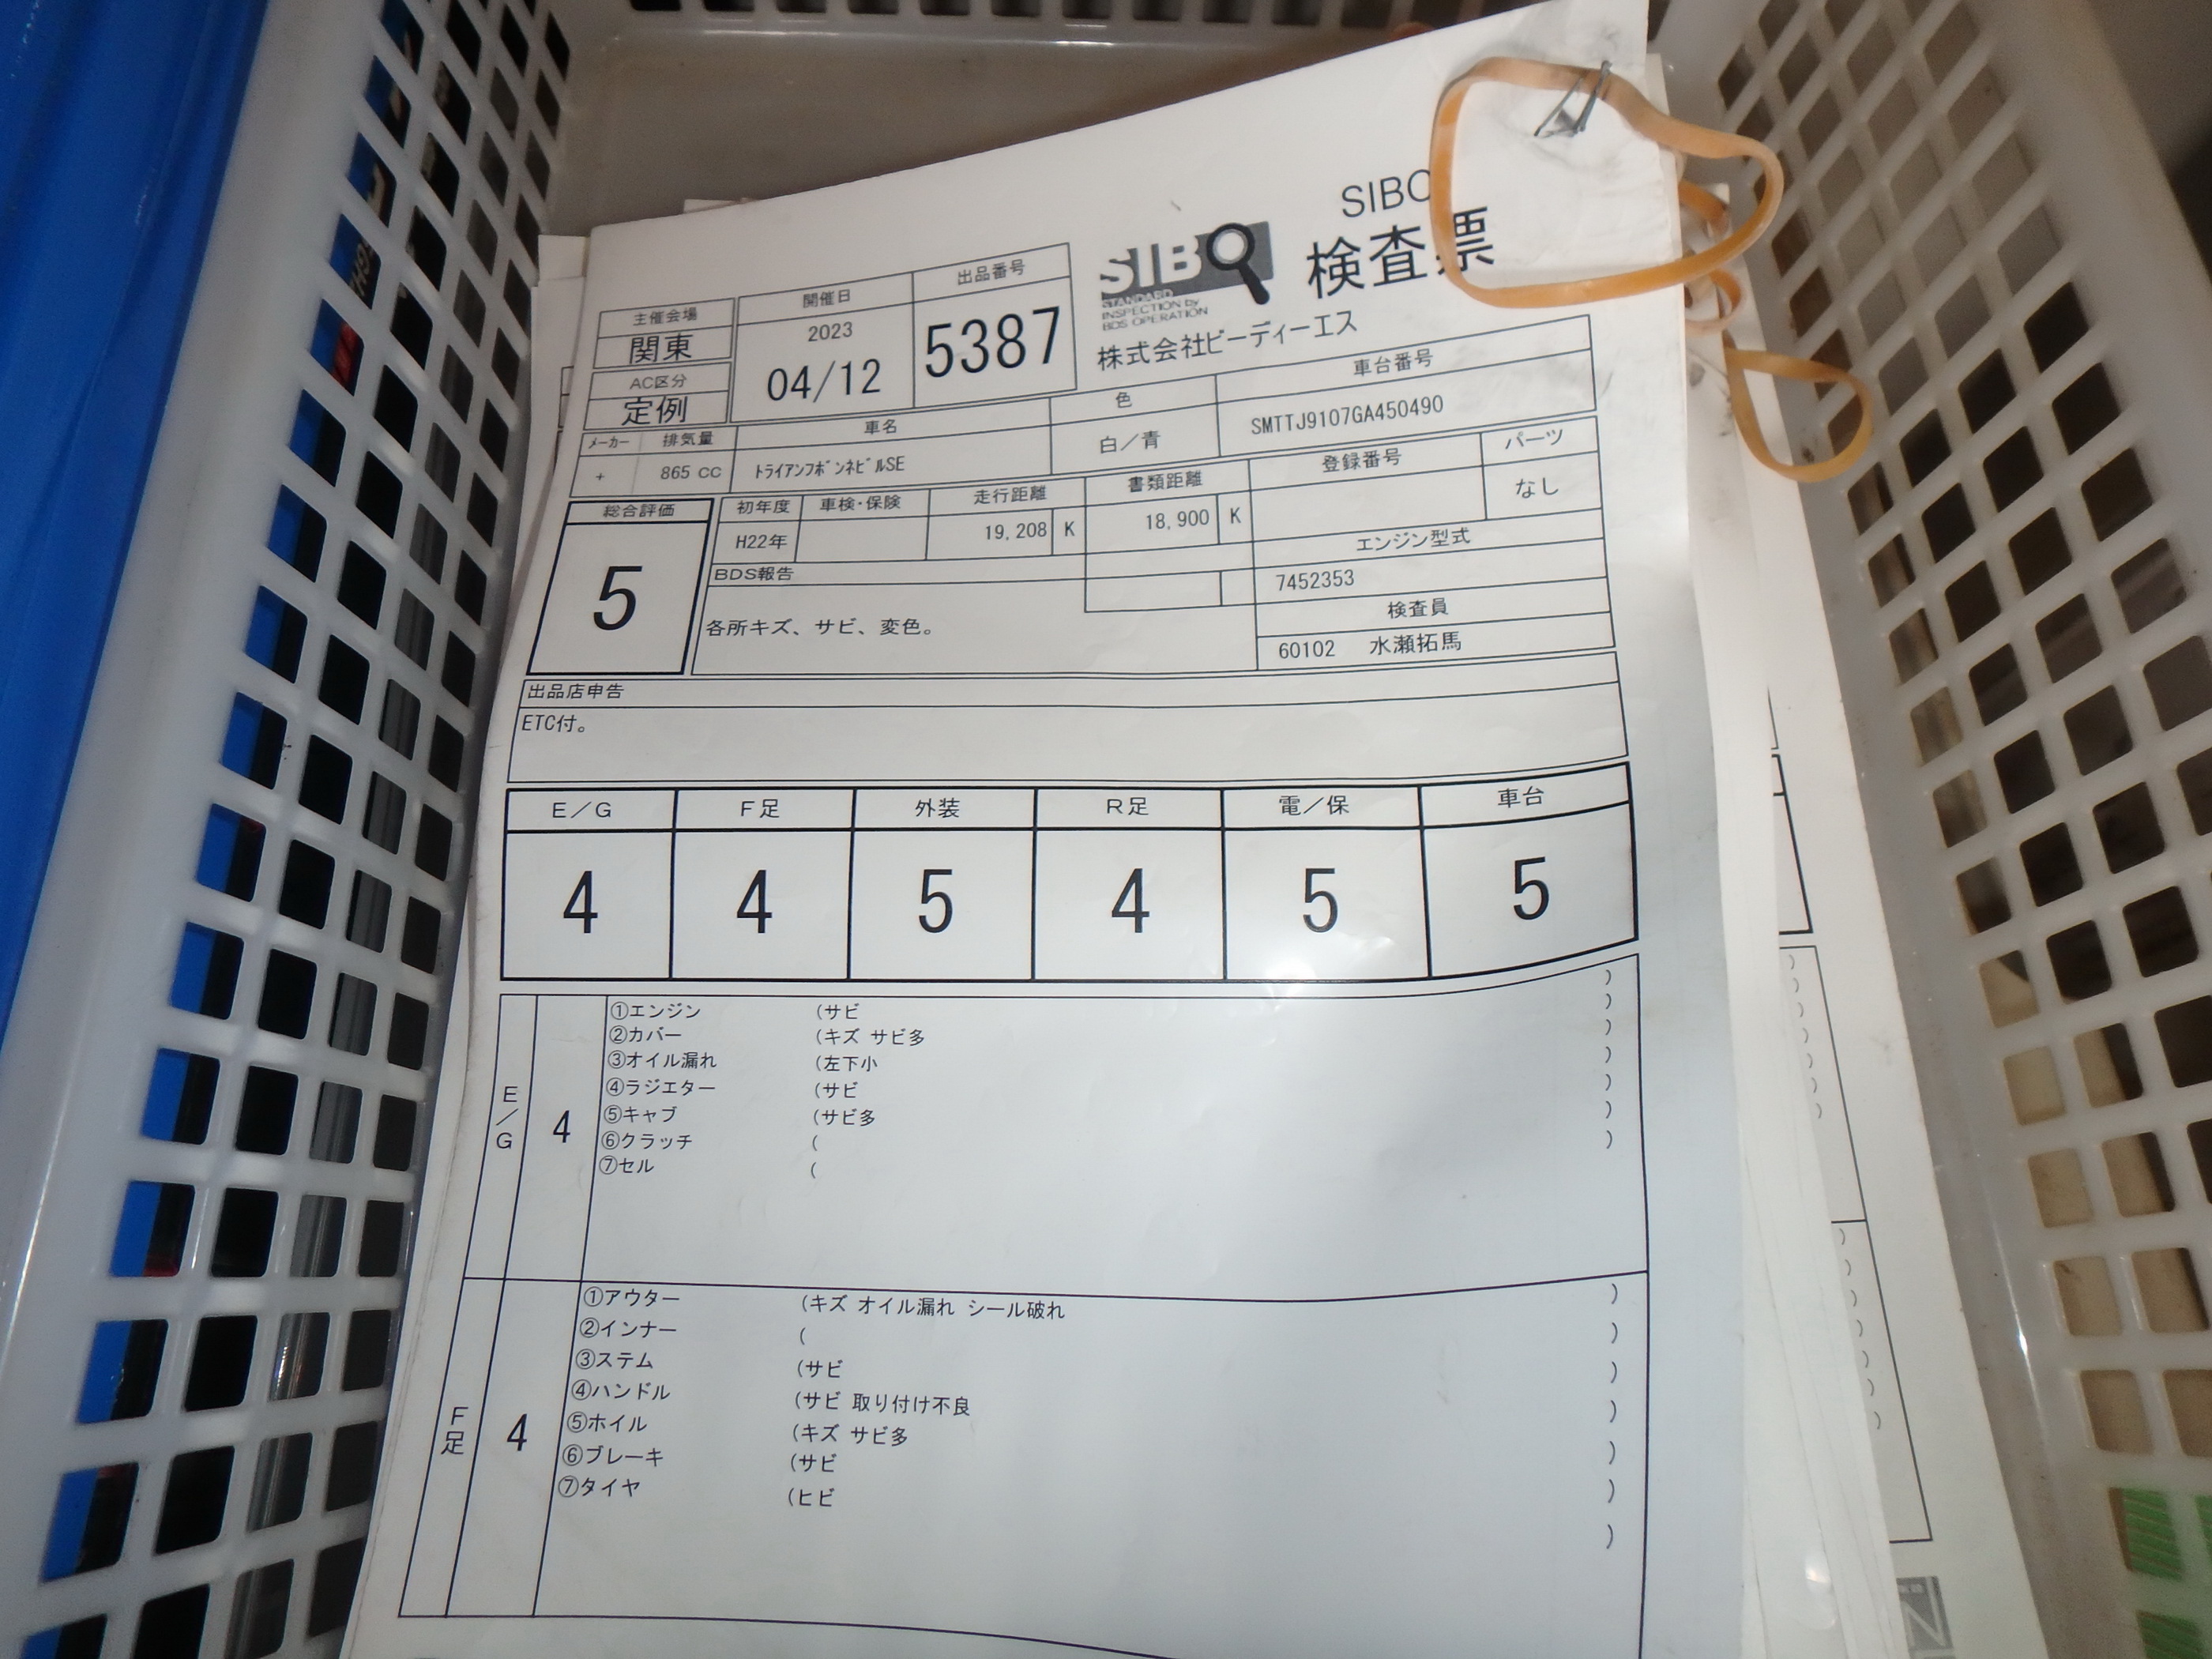 SIBO
検査票
SIBO
STANDARD
INSPECTION by
BDS OPERATION
株式会社ビーディーエス
主催会場 開催日 出品番号
関東 2023 04/12 5387
AC区分
定例
メーカー 排気量 車名 色 車台番号
+ 865 CC トライアンフボンネビルSE 白/青 SMTTJ9107GA450490
総合評価 初年度 車検・保険 走行距離 書類距離 登録番号 パーツ
5 H22年 19,208 K 18,900 K なし
BDS報告 エンジン型式
7452353
各所キズ、サビ、変色。 検査員
60102 水瀬拓馬
出品店申告
ETC付。
E/G F足 外装 R足 電/保 車台
4 4 5 4 5 5
E/G 4
①エンジン (サビ )
②カバー (キズ サビ多 )
③オイル漏れ (左下小 )
④ラジエター (サビ )
⑤キャブ (サビ多 )
⑥クラッチ ( )
⑦セル ( )
F足 4
①アウター (キズ オイル漏れ シール破れ )
②インナー ( )
③ステム (サビ )
④ハンドル (サビ 取り付け不良 )
⑤ホイル (キズ サビ多 )
⑥ブレーキ (サビ )
⑦タイヤ (ヒビ )